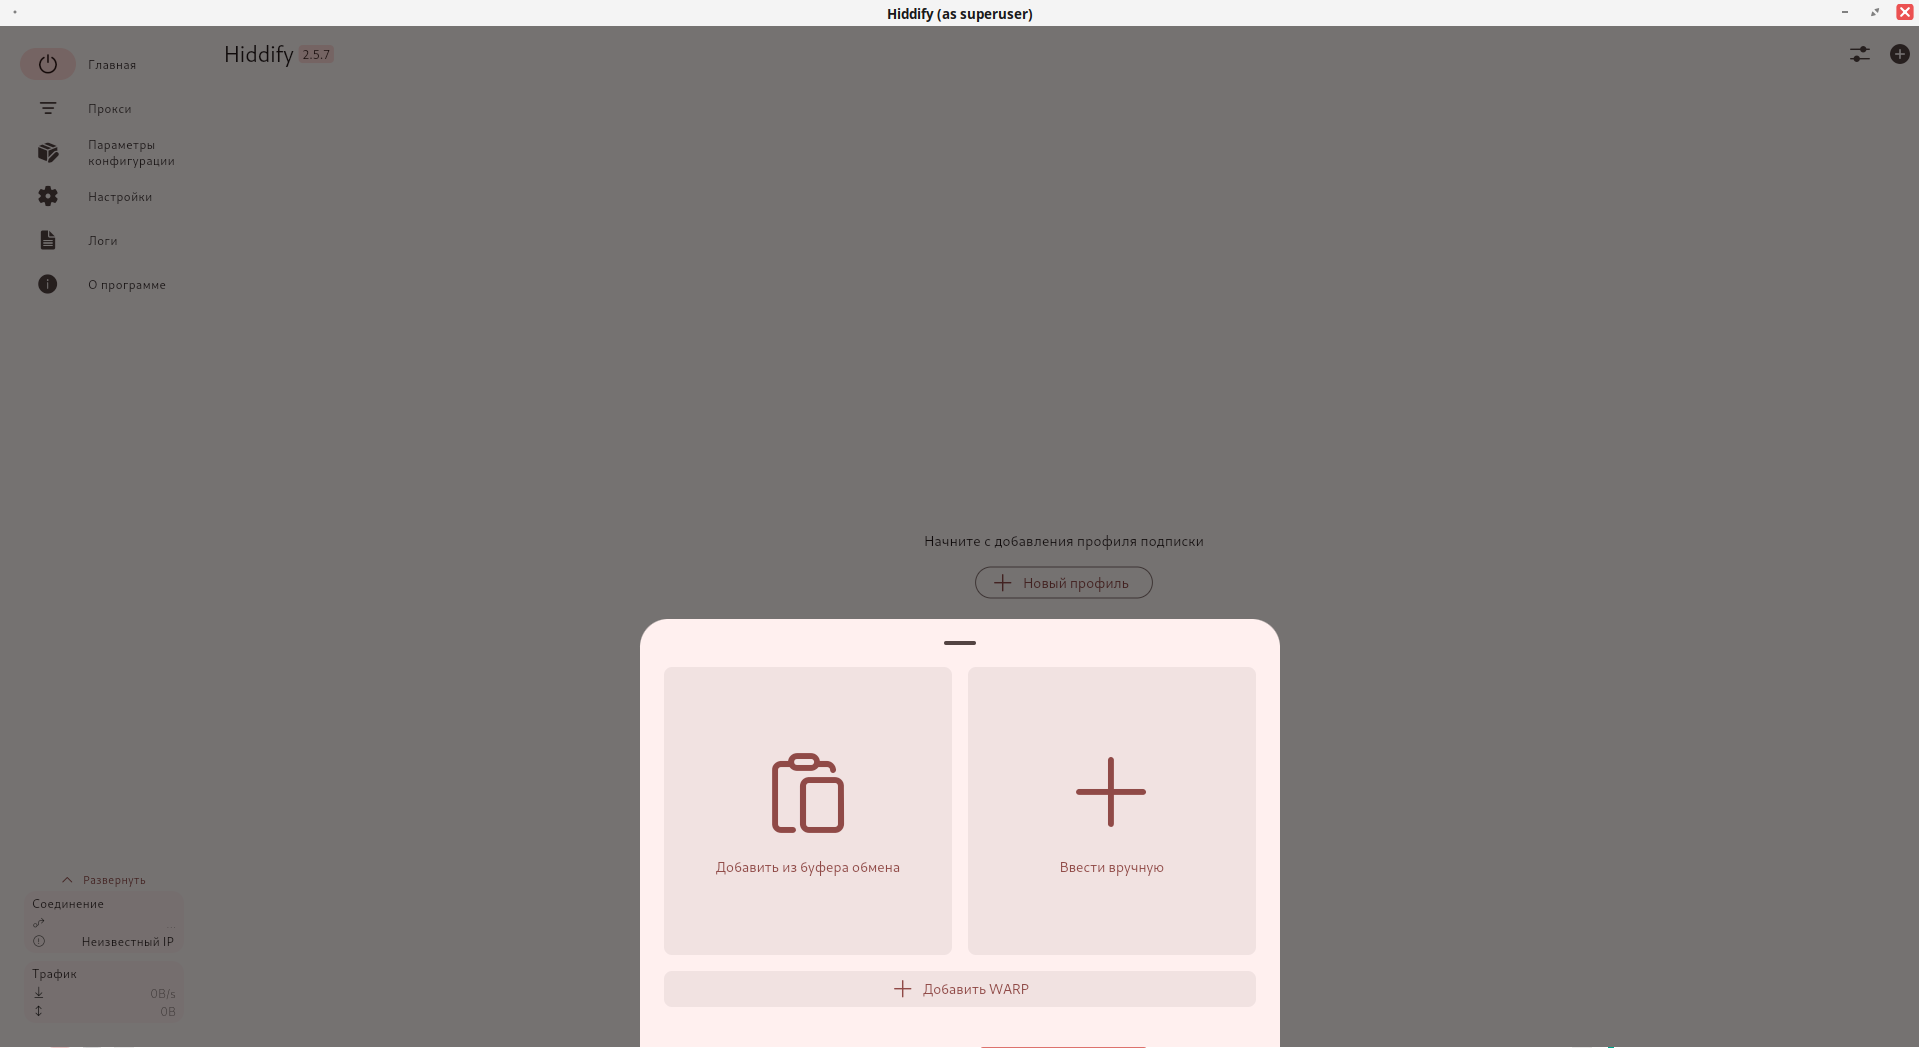 Hiddify (as superuser)
Главная
Hiddify 2.5.7
Прокси
Параметры
конфигурации
Настройки
Логи
О программе
Начните с добавления профиля подписки
Новый профиль
Добавить из буфера обмена
Ввести вручную
Добавить WARP
Развернуть
Соединение
...
Неизвестный IP
Трафик
0B/s
0B